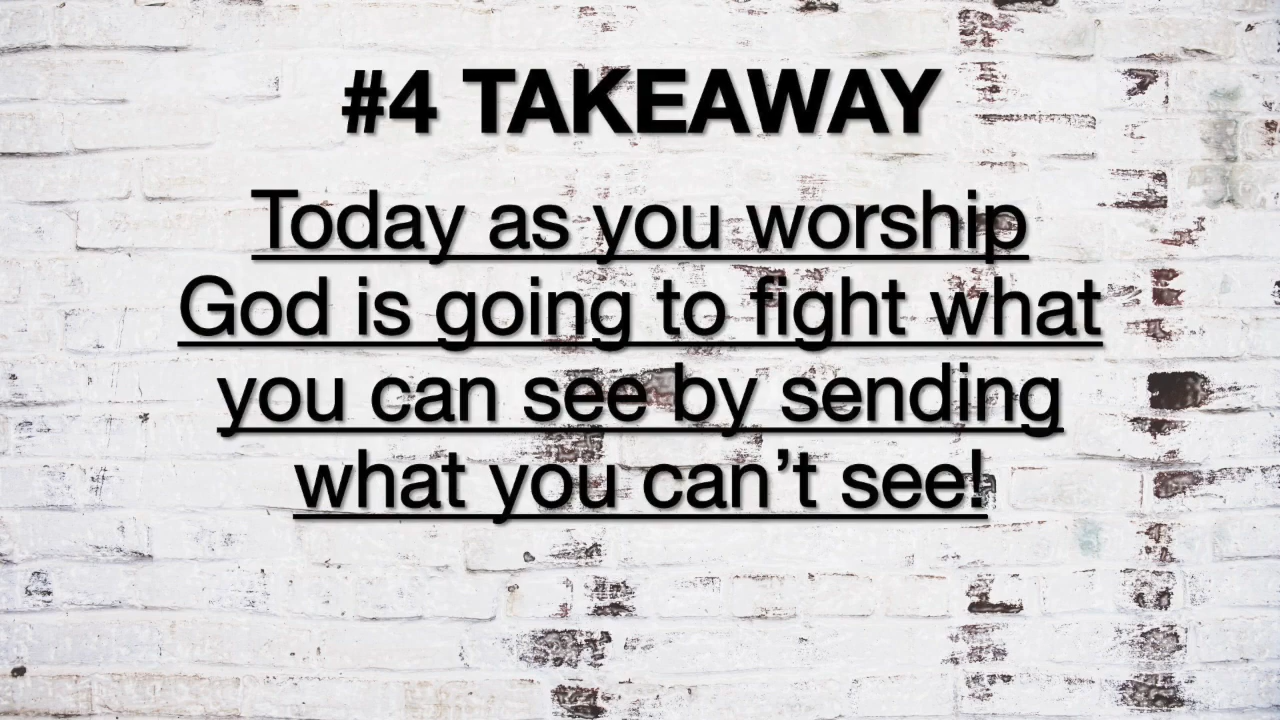 #4 TAKEAWAY
Today as you worship
God is going to fight what
you can see by sending
what you can’t see!